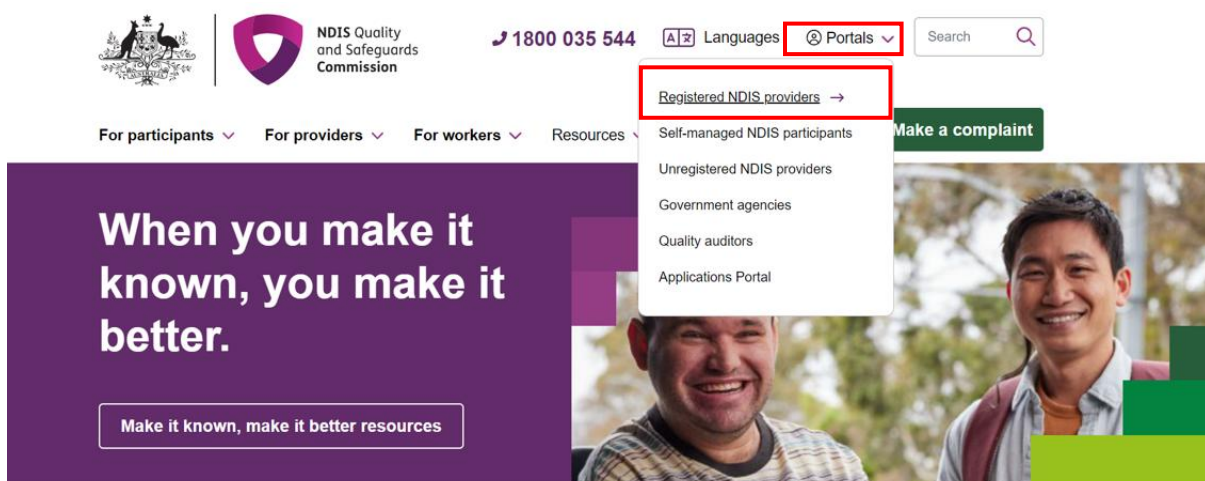 NDIS Quality
and Safeguards
Commission
1800 035 544
Languages
Portals
Search
Registered NDIS providers →
Self-managed NDIS participants
Unregistered NDIS providers
Government agencies
Quality auditors
Applications Portal
For participants
For providers
For workers
Resources
Make a complaint
When you make it
known, you make it
better.
Make it known, make it better resources